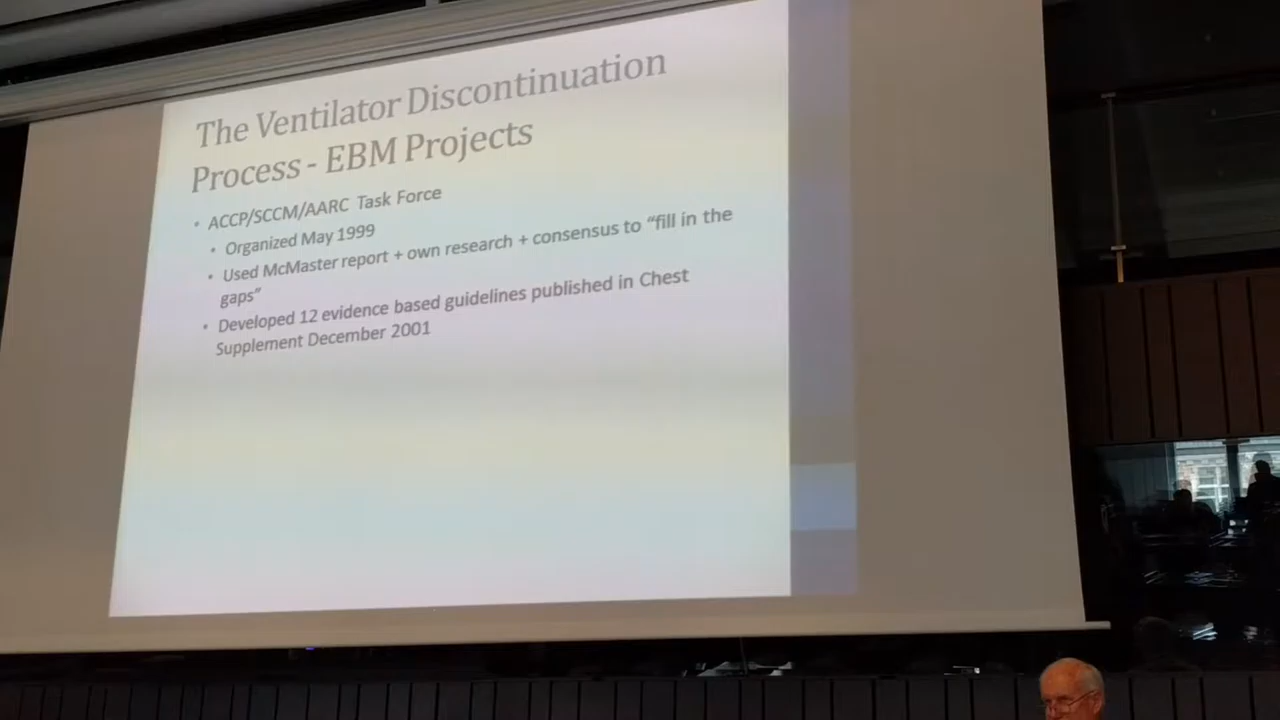 The Ventilator Discontinuation
Process - EBM Projects
• ACCP/SCCM/AARC Task Force
• Organized May 1999
• Used McMaster report + own research + consensus to “fill in the
gaps”
• Developed 12 evidence based guidelines published in Chest
Supplement December 2001